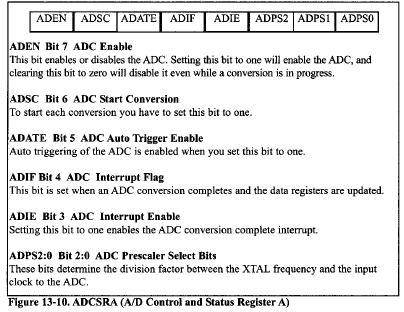 ADEN ADSC ADATE ADIF ADIE ADPS2 ADPS1 ADPS0
ADEN Bit 7 ADC Enable
This bit enables or disables the ADC. Setting this bit to one will enable the ADC, and
clearing this bit to zero will disable it even while a conversion is in progress.
ADSC Bit 6 ADC Start Conversion
To start each conversion you have to set this bit to one.
ADATE Bit 5 ADC Auto Trigger Enable
Auto triggering of the ADC is enabled when you set this bit to one.
ADIF Bit 4 ADC Interrupt Flag
This bit is set when an ADC conversion completes and the data registers are updated.
ADIE Bit 3 ADC Interrupt Enable
Setting this bit to one enables the ADC conversion complete interrupt.
ADPS2:0 Bit 2:0 ADC Prescaler Select Bits
These bits determine the division factor between the XTAL frequency and the input
clock to the ADC.
Figure 13-10. ADCSRA (A/D Control and Status Register A)